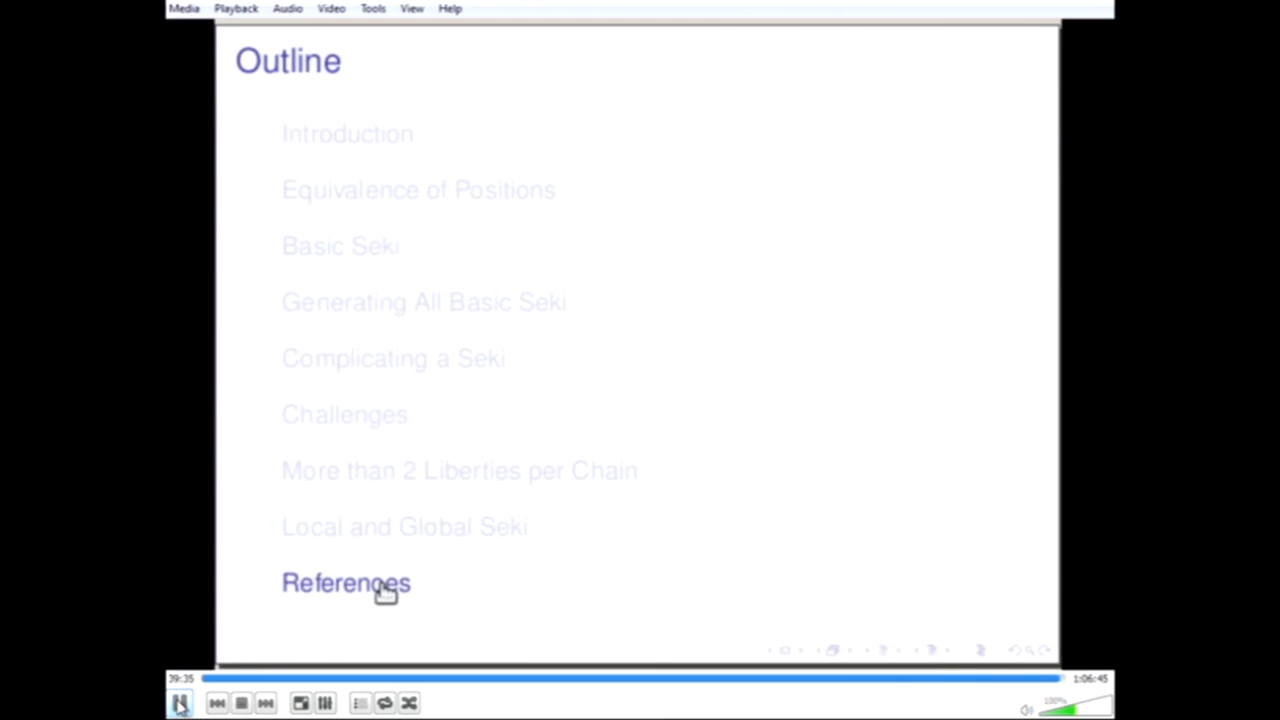 Media Playback Audio Video Tools View Help
Outline
Introduction
Equivalence of Positions
Basic Seki
Generating All Basic Seki
Complicating a Seki
Challenges
More than 2 Liberties per Chain
Local and Global Seki
References
39:35 1:06:45
100%